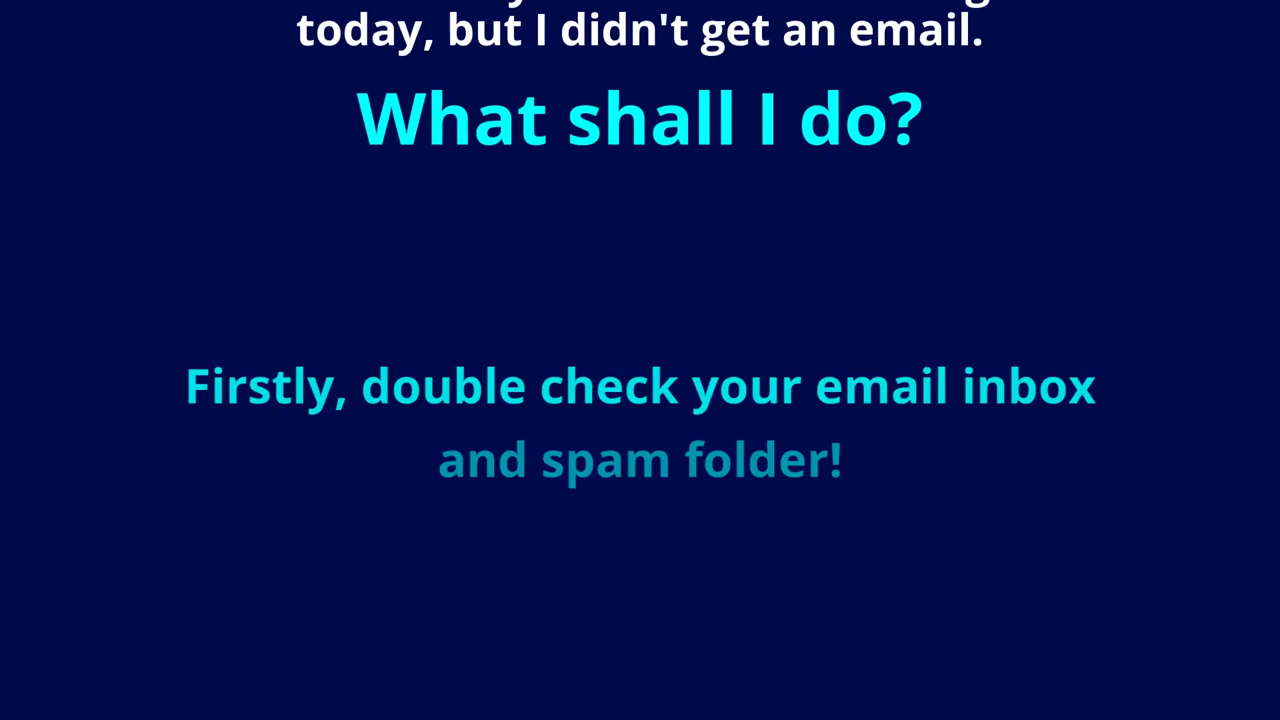 today, but I didn't get an email.
What shall I do?
Firstly, double check your email inbox
and spam folder!